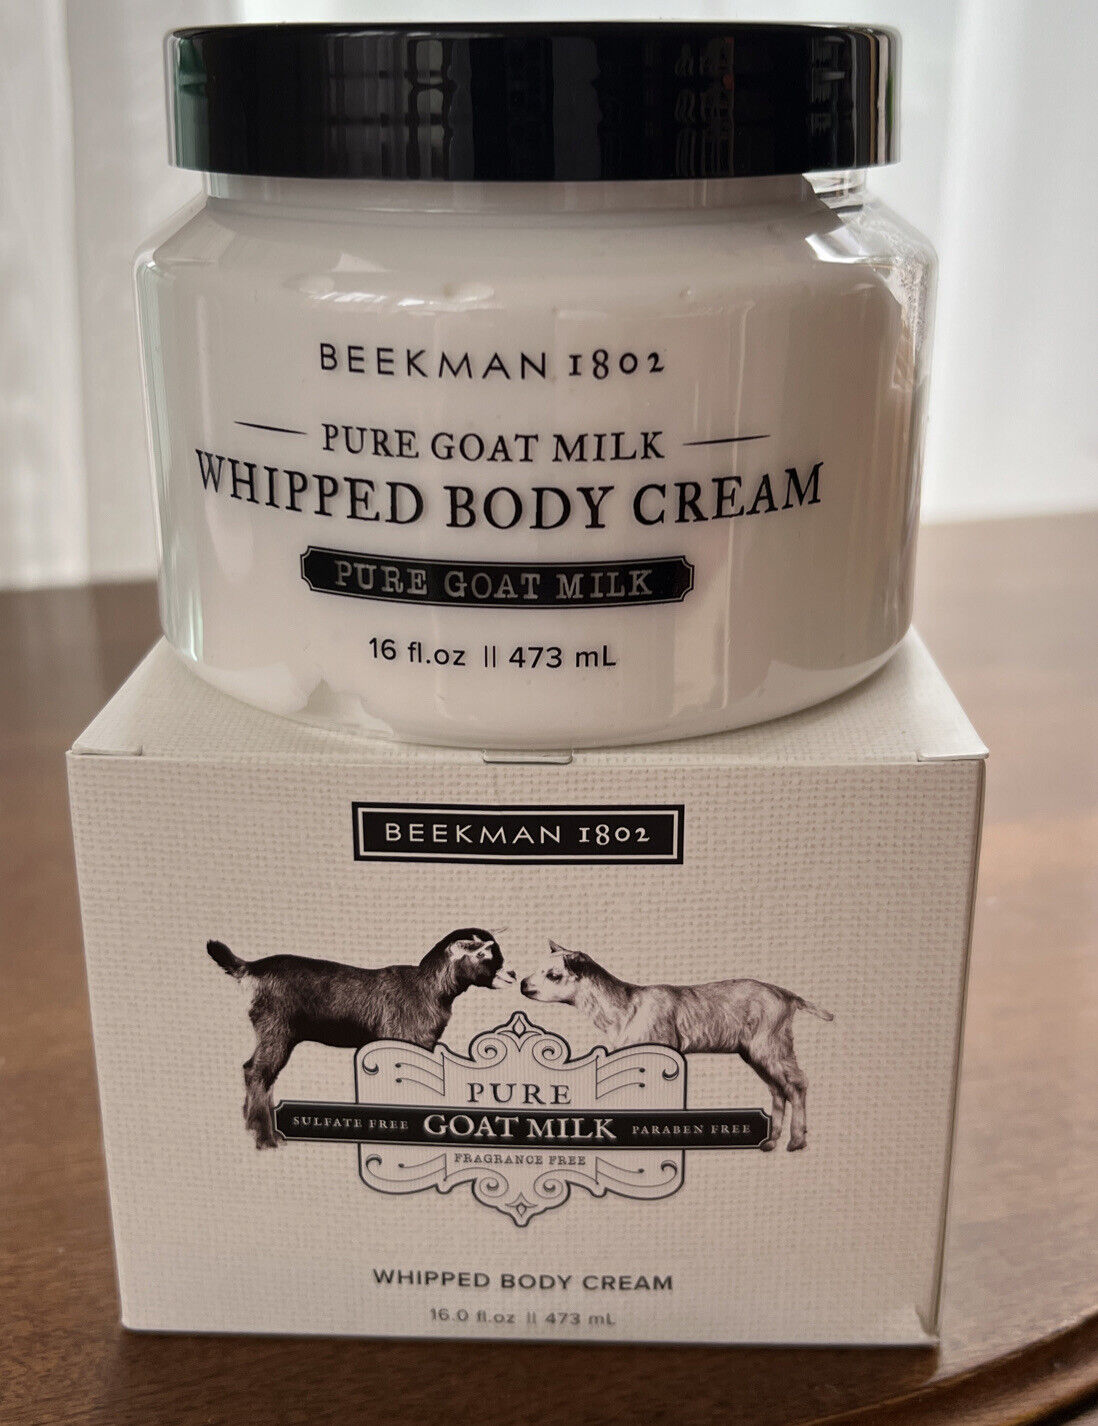 BEEKMAN 1802
PURE GOAT MILK
WHIPPED BODY CREAM
PURE GOAT MILK
16 fl.oz || 473 mL
BEEKMAN 1802
PURE
SULFATE FREE GOAT MILK PARABEN FREE
FRAGRANCE FREE
WHIPPED BODY CREAM
16.0 fl.oz || 473 mL